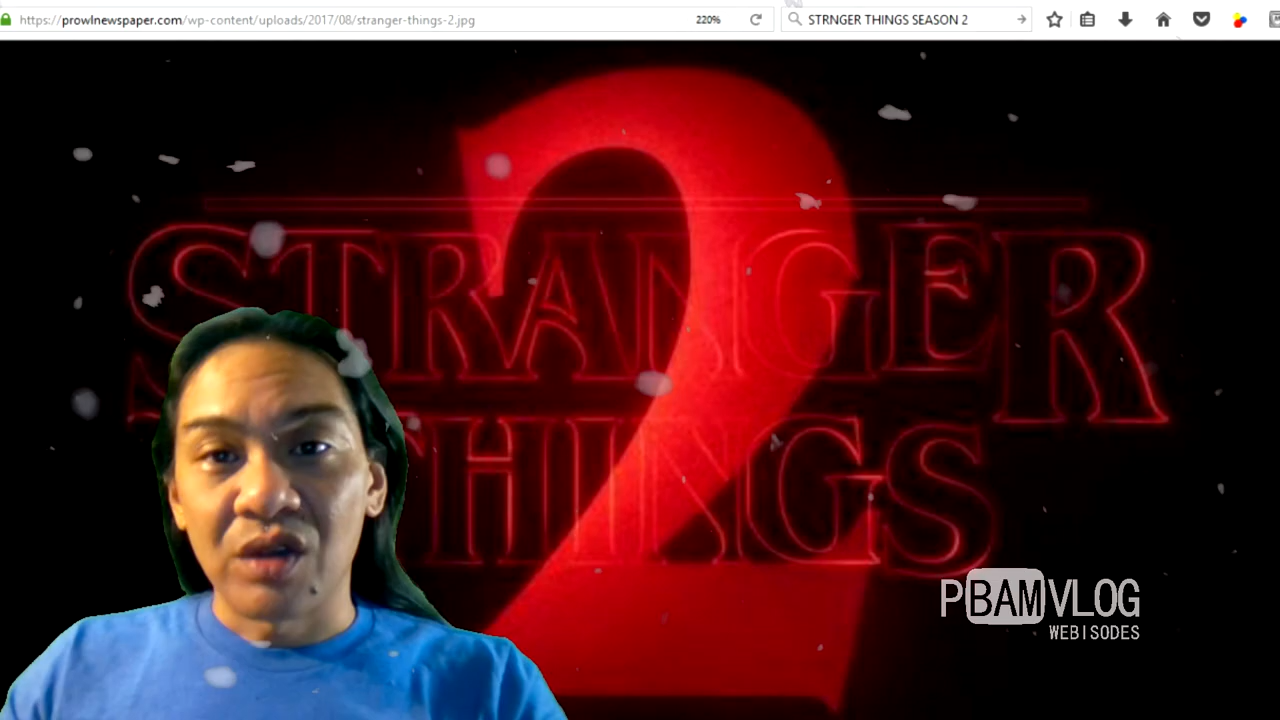 https://prowlnewspaper.com/wp-content/uploads/2017/08/stranger-things-2.jpg 220% STRNGER THINGS SEASON 2
2
STRANGER
THINGS
PBAMVLOG
WEBISODES